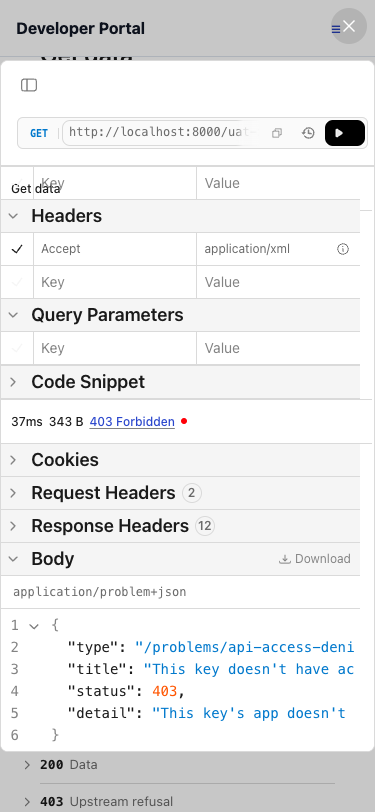 Developer Portal
Get data
GET http://localhost:8000/uat-
Key Value
Get data
Headers
Accept application/xml
Key Value
Query Parameters
Key Value
Code Snippet
37ms 343 B 403 Forbidden
Cookies
Request Headers 2
Response Headers 12
Body Download
application/problem+json
1 {
2 "type": "/problems/api-access-deni
3 "title": "This key doesn't have ac
4 "status": 403,
5 "detail": "This key's app doesn't
6 }
200 Data
403 Upstream refusal